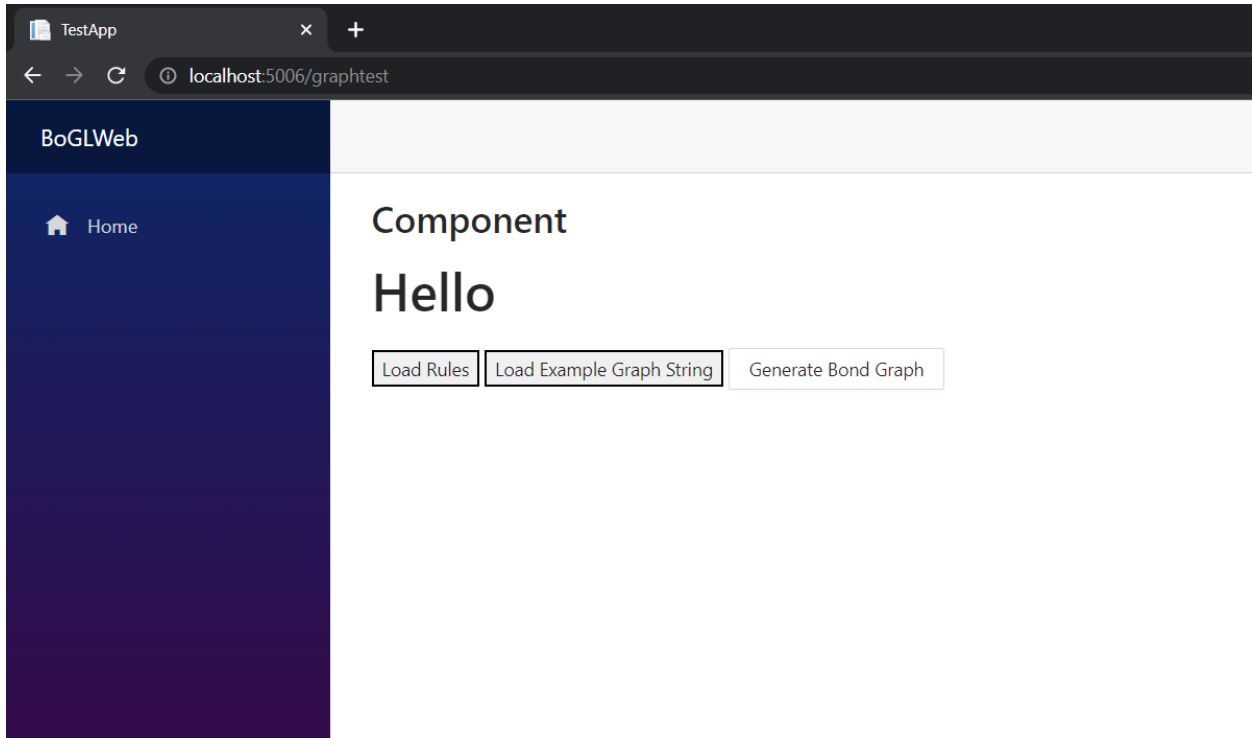 TestApp
localhost:5006/graphtest
BoGLWeb
Home
Component
Hello
Load Rules Load Example Graph String Generate Bond Graph